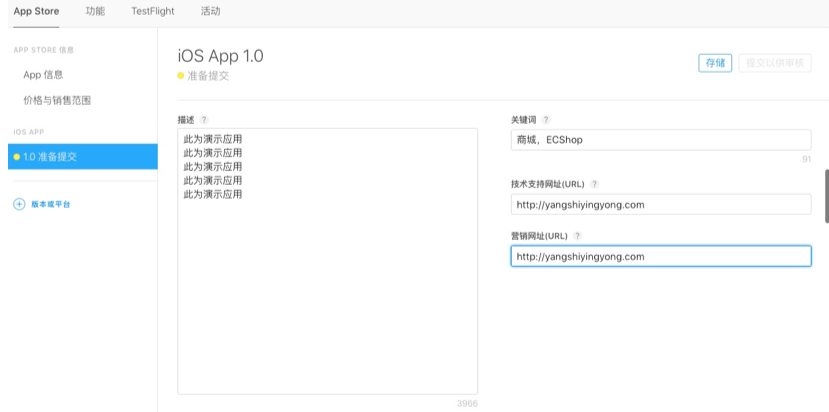 App Store 功能 TestFlight 活动
APP STORE 信息
App 信息
价格与销售范围
iOS APP
1.0 准备提交
版本或平台
iOS App 1.0
准备提交
存储 提交以供审核
描述 ?
此为演示应用
此为演示应用
此为演示应用
此为演示应用
此为演示应用
3966
关键词 ?
商城，ECShop
91
技术支持网址(URL) ?
http://yangshiyingyong.com
营销网址(URL) ?
http://yangshiyingyong.com